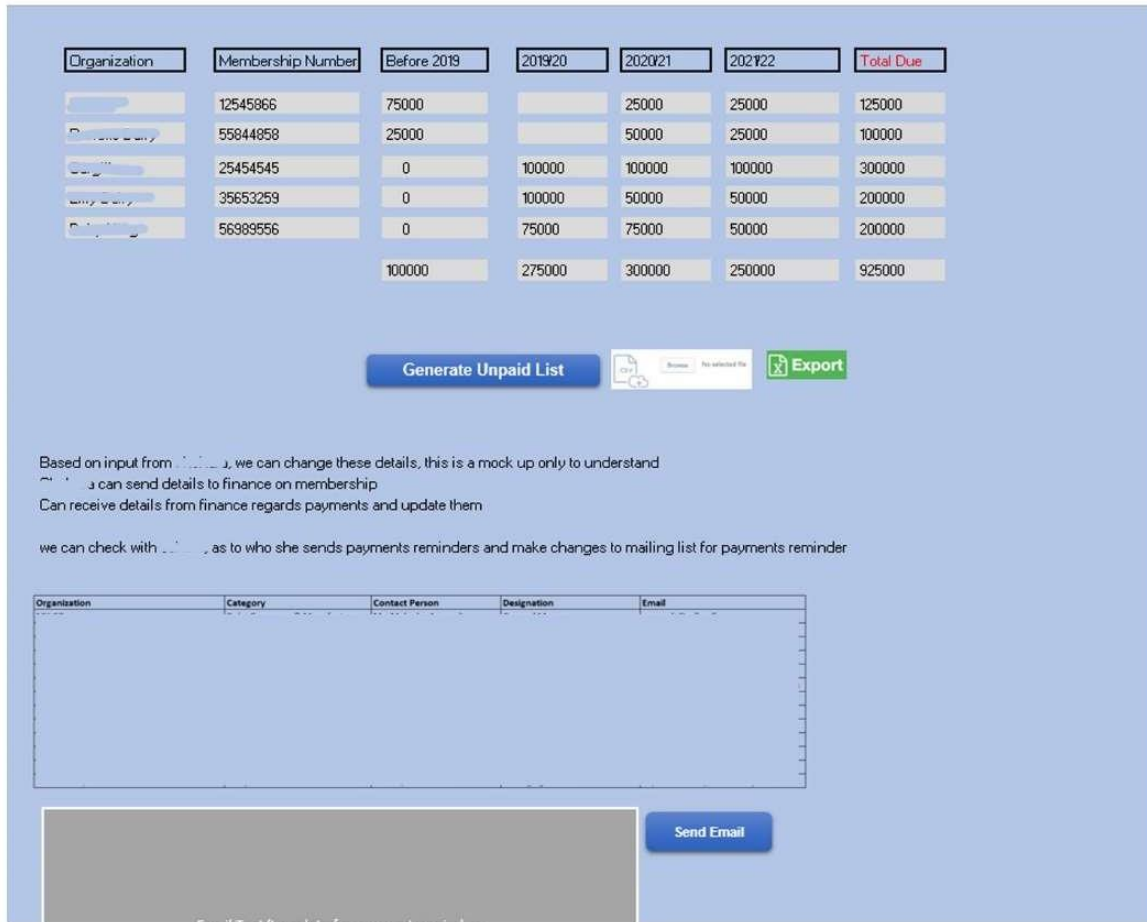 Organization Membership Number Before 2019 2019/20 2020/21 2021/22 Total Due
12545866 75000 25000 25000 125000
55844858 25000 50000 25000 100000
25454545 0 100000 100000 100000 300000
35653259 0 100000 50000 50000 200000
56989556 0 75000 75000 50000 200000
100000 275000 300000 250000 925000
Generate Unpaid List Browse No selected file Export
Based on input from , we can change these details, this is a mock up only to understand
can send details to finance on membership
Can receive details from finance regards payments and update them
we can check with , as to who she sends payments reminders and make changes to mailing list for payments reminder
Organization Category Contact Person Designation Email
Send Email